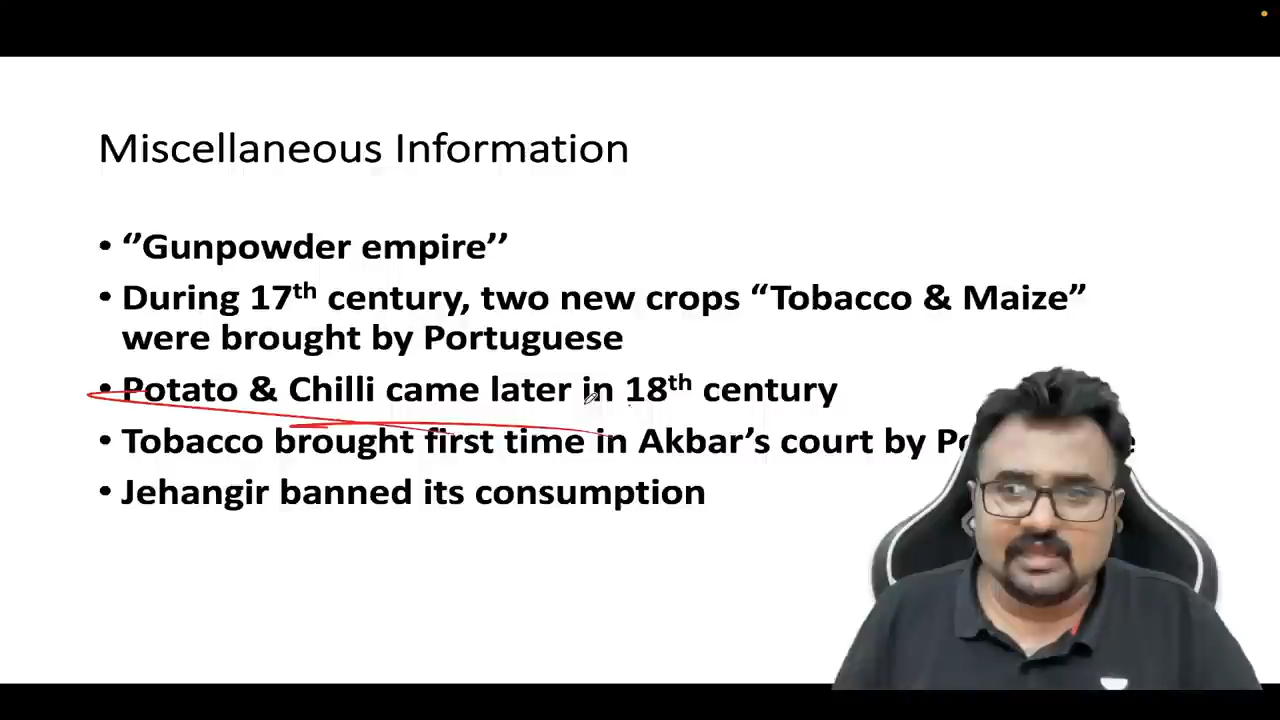 Miscellaneous Information
• ‘’Gunpowder empire’’
• During 17th century, two new crops “Tobacco & Maize”
were brought by Portuguese
• Potato & Chilli came later in 18th century
• Tobacco brought first time in Akbar’s court by
• Jehangir banned its consumption